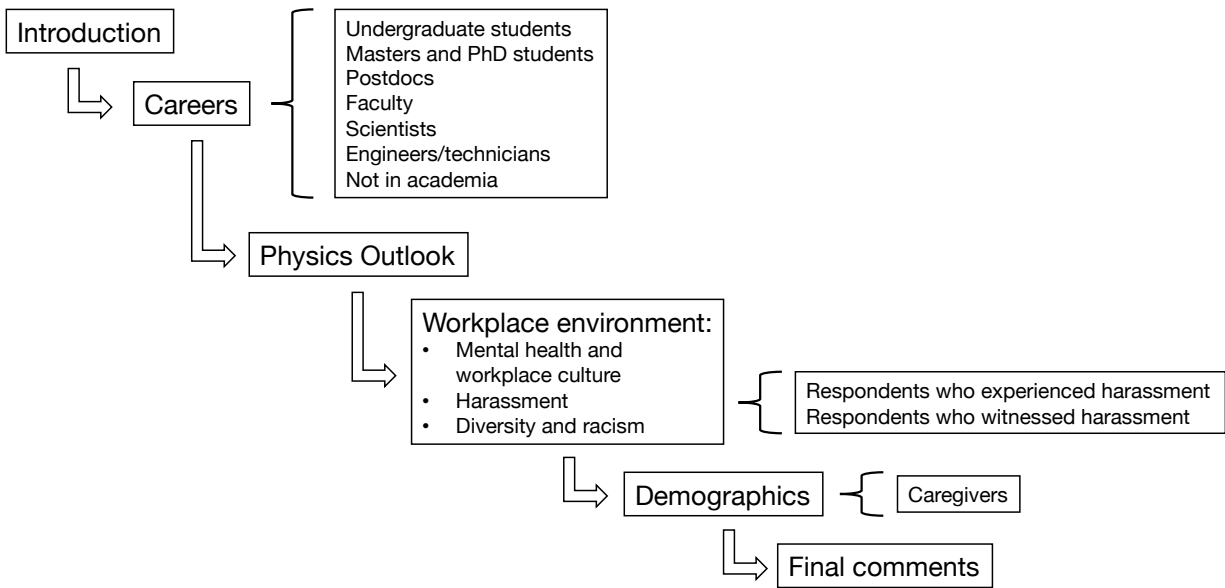 Introduction
Careers
Undergraduate students
Masters and PhD students
Postdocs
Faculty
Scientists
Engineers/technicians
Not in academia
Physics Outlook
Workplace environment:
• Mental health and
workplace culture
• Harassment
• Diversity and racism
Respondents who experienced harassment
Respondents who witnessed harassment
Demographics
Caregivers
Final comments